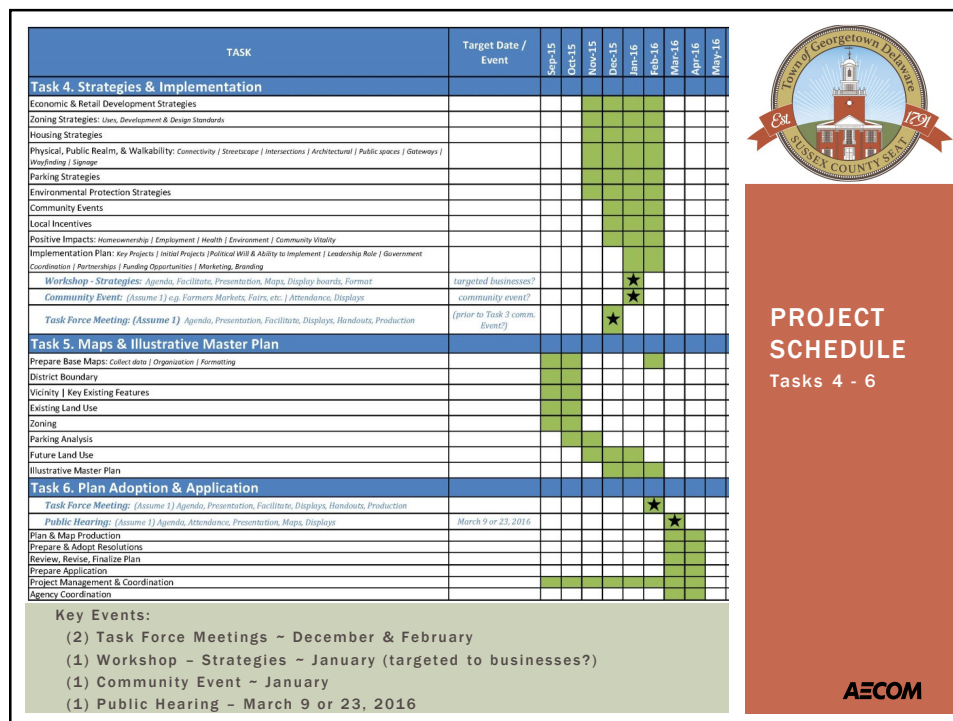 TASK Target Date / Event Sep-15 Oct-15 Nov-15 Dec-15 Jan-16 Feb-16 Mar-16 Apr-16 May-16
Task 4. Strategies & Implementation
Economic & Retail Development Strategies
Zoning Strategies: Uses, Development & Design Standards
Housing Strategies
Physical, Public Realm, & Walkability: Connectivity | Streetscape | Intersections | Architectural | Public spaces | Gateways |
Wayfinding | Signage
Parking Strategies
Environmental Protection Strategies
Community Events
Local Incentives
Positive Impacts: Homeownership | Employment | Health | Environment | Community Vitality
Implementation Plan: Key Projects | Initial Projects |Political Will & Ability to Implement | Leadership Role | Government
Coordination | Partnerships | Funding Opportunities | Marketing, Branding
Workshop - Strategies: Agenda, Facilitate, Presentation, Maps, Display boards, Format targeted businesses?
Community Event: (Assume 1) e.g. Farmers Markets, Fairs, etc. | Attendance, Displays community event?
Task Force Meeting: (Assume 1) Agenda, Presentation, Facilitate, Displays, Handouts, Production (prior to Task 3 comm. Event?)
Task 5. Maps & Illustrative Master Plan
Prepare Base Maps: Collect data | Organization | Formatting
District Boundary
Vicinity | Key Existing Features
Existing Land Use
Zoning
Parking Analysis
Future Land Use
Illustrative Master Plan
Task 6. Plan Adoption & Application
Task Force Meeting: (Assume 1) Agenda, Presentation, Facilitate, Displays, Handouts, Production
Public Hearing: (Assume 1) Agenda, Attendance, Presentation, Maps, Displays March 9 or 23, 2016
Plan & Map Production
Prepare & Adopt Resolutions
Review, Revise, Finalize Plan
Prepare Application
Project Management & Coordination
Agency Coordination
Key Events:
(2) Task Force Meetings ~ December & February
(1) Workshop – Strategies ~ January (targeted to businesses?)
(1) Community Event ~ January
(1) Public Hearing – March 9 or 23, 2016
Town of Georgetown Delaware
Est. 1791
SUSSEX COUNTY SEAT
PROJECT
SCHEDULE
Tasks 4 - 6
AECOM